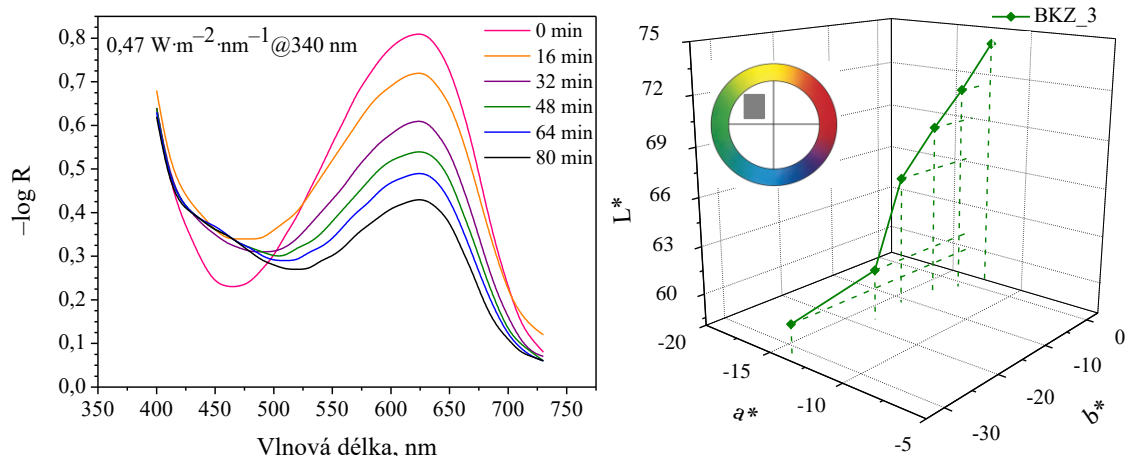 0,47 W·m⁻²·nm⁻¹@340 nm
0 min
16 min
32 min
48 min
64 min
80 min
–log R
0,8
0,7
0,6
0,5
0,4
0,3
0,2
0,1
0,0
350 400 450 500 550 600 650 700 750
Vlnová délka, nm
BKZ_3
L*
75
72
69
66
63
60
-20
-15
-10
-5
a*
-30
-20
-10
0
b*